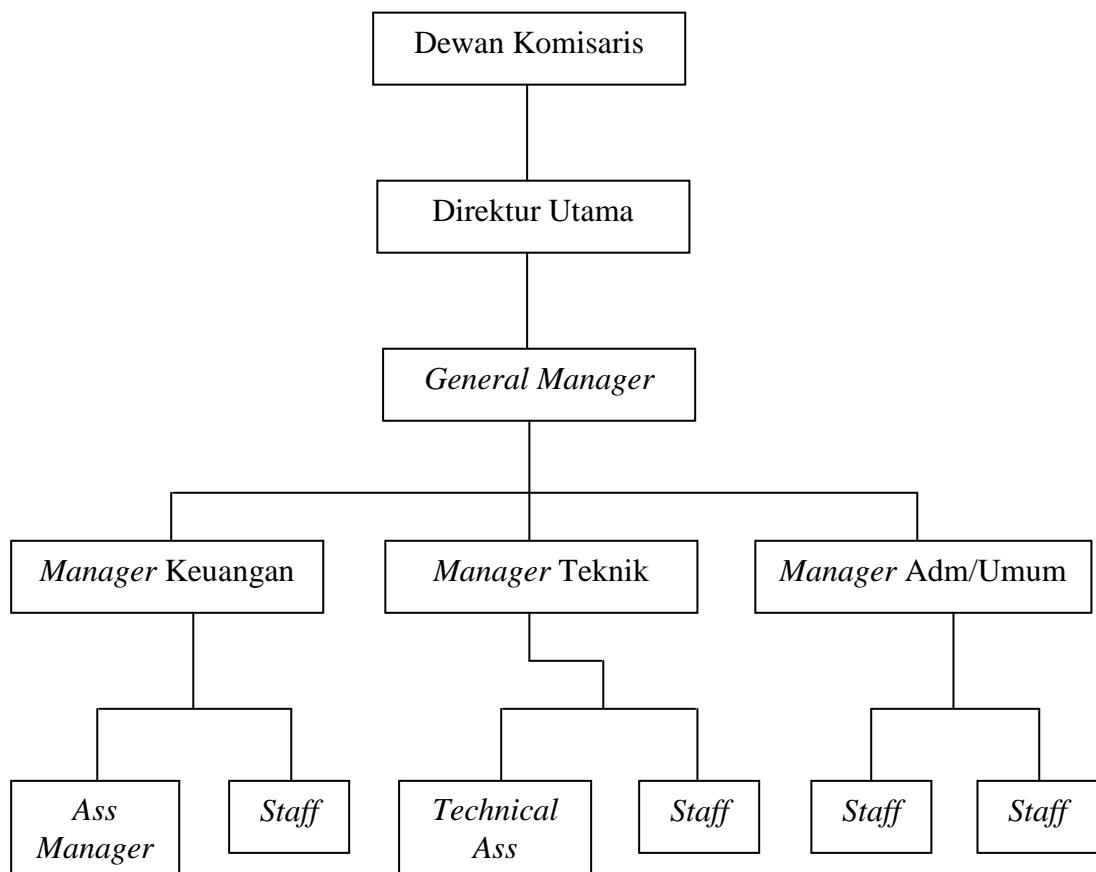 Dewan Komisaris
Direktur Utama
General Manager
Manager Keuangan
Manager Teknik
Manager Adm/Umum
Ass
Manager
Staff
Technical
Ass
Staff
Staff
Staff